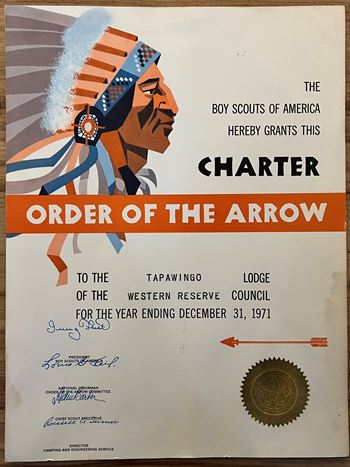 THE
BOY SCOUTS OF AMERICA
HEREBY GRANTS THIS
CHARTER
ORDER OF THE ARROW
TO THE TAPAWINGO LODGE
OF THE WESTERN RESERVE COUNCIL
FOR THE YEAR ENDING DECEMBER 31, 1971
PRESIDENT
BOY SCOUTS OF AMERICA
NATIONAL CHAIRMAN
ORDER OF THE ARROW COMMITTEE
CHIEF SCOUT EXECUTIVE
DIRECTOR
CAMPING AND ENGINEERING SERVICE